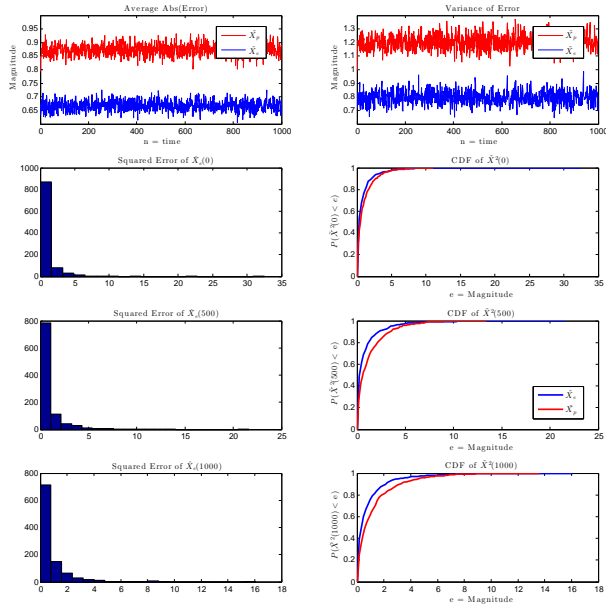 Average Abs(Error)
Magnitude
0.95
0.9
0.85
0.8
0.75
0.7
0.65
X̃_p
X̃_s
0 200 400 600 800 1000
n = time
Variance of Error
Magnitude
1.3
1.2
1.1
1
0.9
0.8
0.7
X̃_p
X̃_s
0 200 400 600 800 1000
n = time
Squared Error of X̃_s(0)
1000
800
600
400
200
0
0 5 10 15 20 25 30 35
CDF of X̃²(0)
P(X̃²(0) < e)
1
0.8
0.6
0.4
0.2
0
0 5 10 15 20 25 30 35
e = Magnitude
Squared Error of X̃_s(500)
800
600
400
200
0
0 5 10 15 20 25
CDF of X̃²(500)
P(X̃²(500) < e)
1
0.8
0.6
0.4
0.2
0
X̃_s
X̃_p
0 5 10 15 20 25
e = Magnitude
Squared Error of X̃_s(1000)
800
600
400
200
0
0 2 4 6 8 10 12 14 16 18
CDF of X̃²(1000)
P(X̃²(1000) < e)
1
0.8
0.6
0.4
0.2
0
0 2 4 6 8 10 12 14 16 18
e = Magnitude